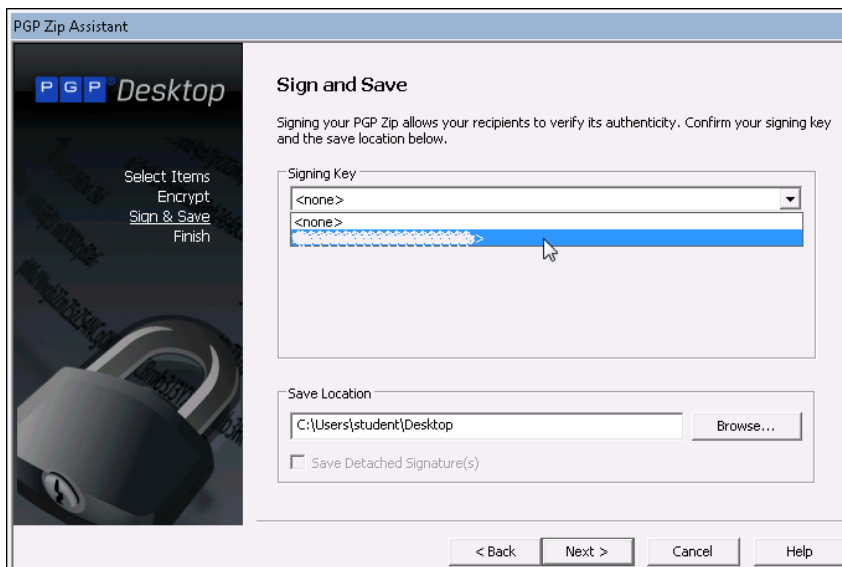 PGP Zip Assistant
PGP Desktop
Select Items
Encrypt
Sign & Save
Finish
Sign and Save
Signing your PGP Zip allows your recipients to verify its authenticity. Confirm your signing key
and the save location below.
Signing Key
<none>
<none>
Save Location
C:\Users\student\Desktop
Browse...
Save Detached Signature(s)
< Back
Next >
Cancel
Help